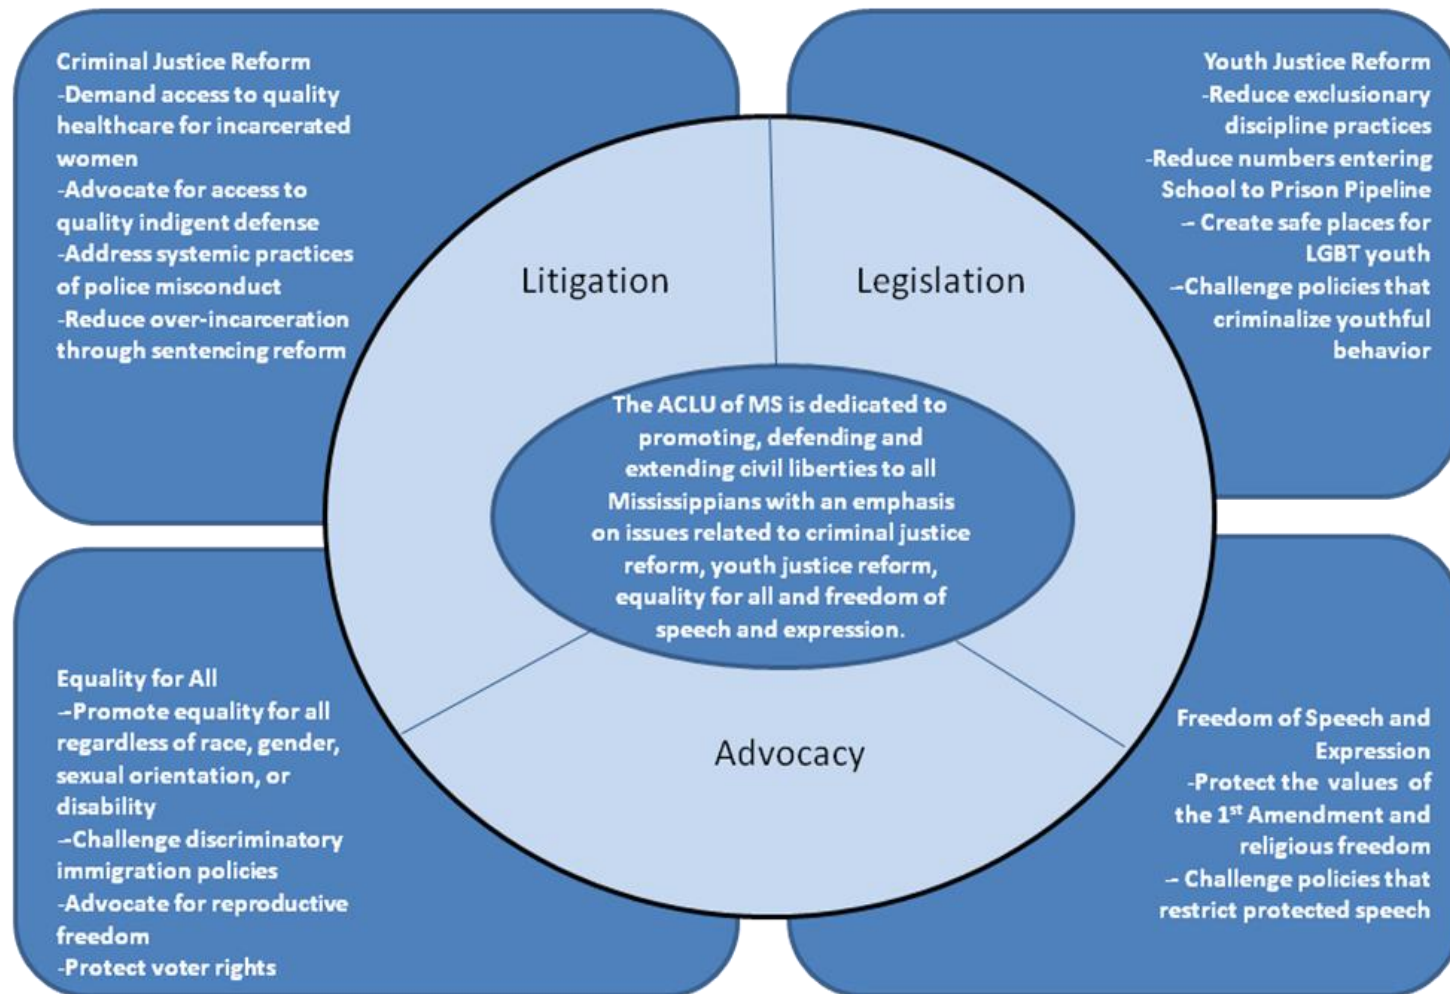 Criminal Justice Reform
-Demand access to quality
healthcare for incarcerated
women
-Advocate for access to
quality indigent defense
-Address systemic practices
of police misconduct
-Reduce over-incarceration
through sentencing reform
Youth Justice Reform
-Reduce exclusionary
discipline practices
-Reduce numbers entering
School to Prison Pipeline
-- Create safe places for
LGBT youth
--Challenge policies that
criminalize youthful
behavior
Litigation
Legislation
The ACLU of MS is dedicated to
promoting, defending and
extending civil liberties to all
Mississippians with an emphasis
on issues related to criminal justice
reform, youth justice reform,
equality for all and freedom of
speech and expression.
Advocacy
Equality for All
--Promote equality for all
regardless of race, gender,
sexual orientation, or
disability
--Challenge discriminatory
immigration policies
-Advocate for reproductive
freedom
-Protect voter rights
Freedom of Speech and
Expression
-Protect the values of
the 1st Amendment and
religious freedom
-- Challenge policies that
restrict protected speech